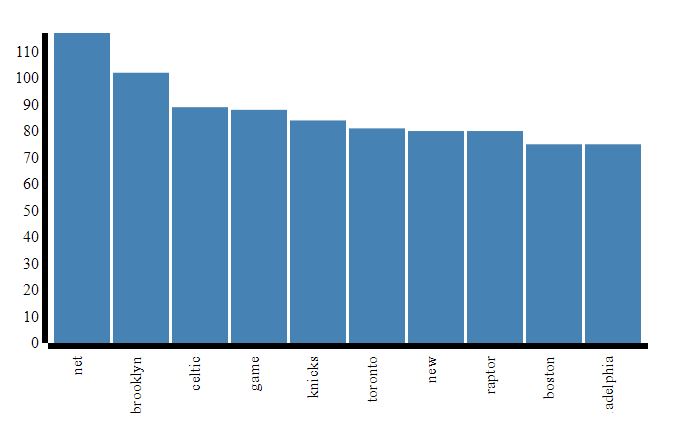 110
100
90
80
70
60
50
40
30
20
10
0
net
brooklyn
celtic
game
knicks
toronto
new
raptor
boston
adelphia